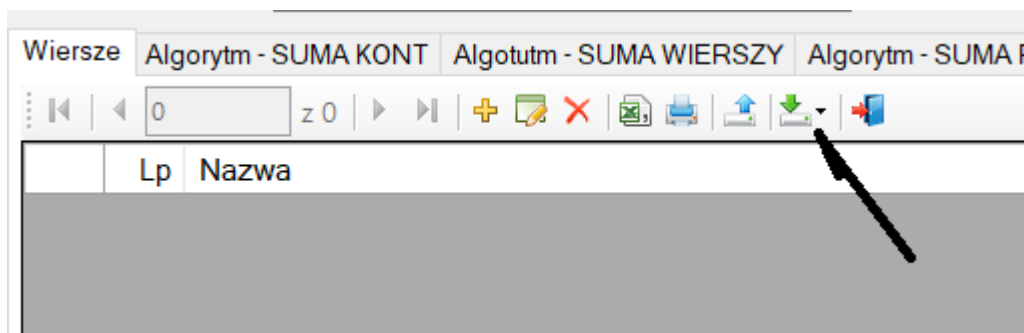 Wiersze Algorytm - SUMA KONT Algotutm - SUMA WIERSZY Algorytm - SUMA
0 z 0
Lp Nazwa